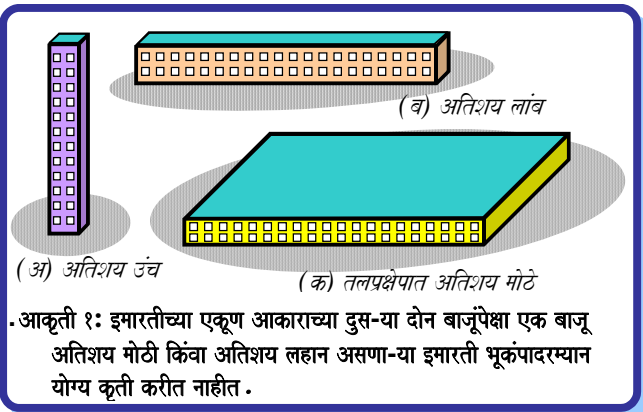 (ब) अतिशय लांब
(अ) अतिशय उंच
(क) तलप्रक्षेपात अतिशय मोठे
.आकृती १: इमारतीच्या एकूण आकाराच्या दुस-या दोन बाजूंपेक्षा एक बाजू
अतिशय मोठी किंवा अतिशय लहान असणा-या इमारती भूकंपादरम्यान
योग्य कृती करीत नाहीत .